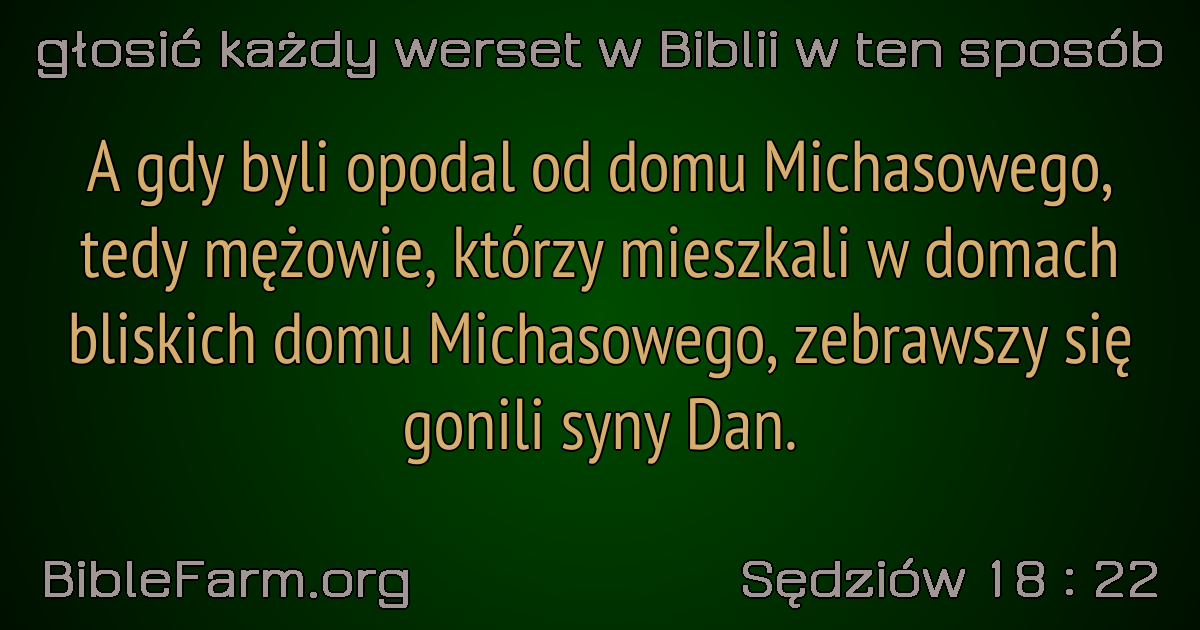 głosić każdy werset w Biblii w ten sposób
A gdy byli opodal od domu Michasowego,
tedy mężowie, którzy mieszkali w domach
bliskich domu Michasowego, zebrawszy się
gonili syny Dan.
BibleFarm.org
Sędziów 18 : 22